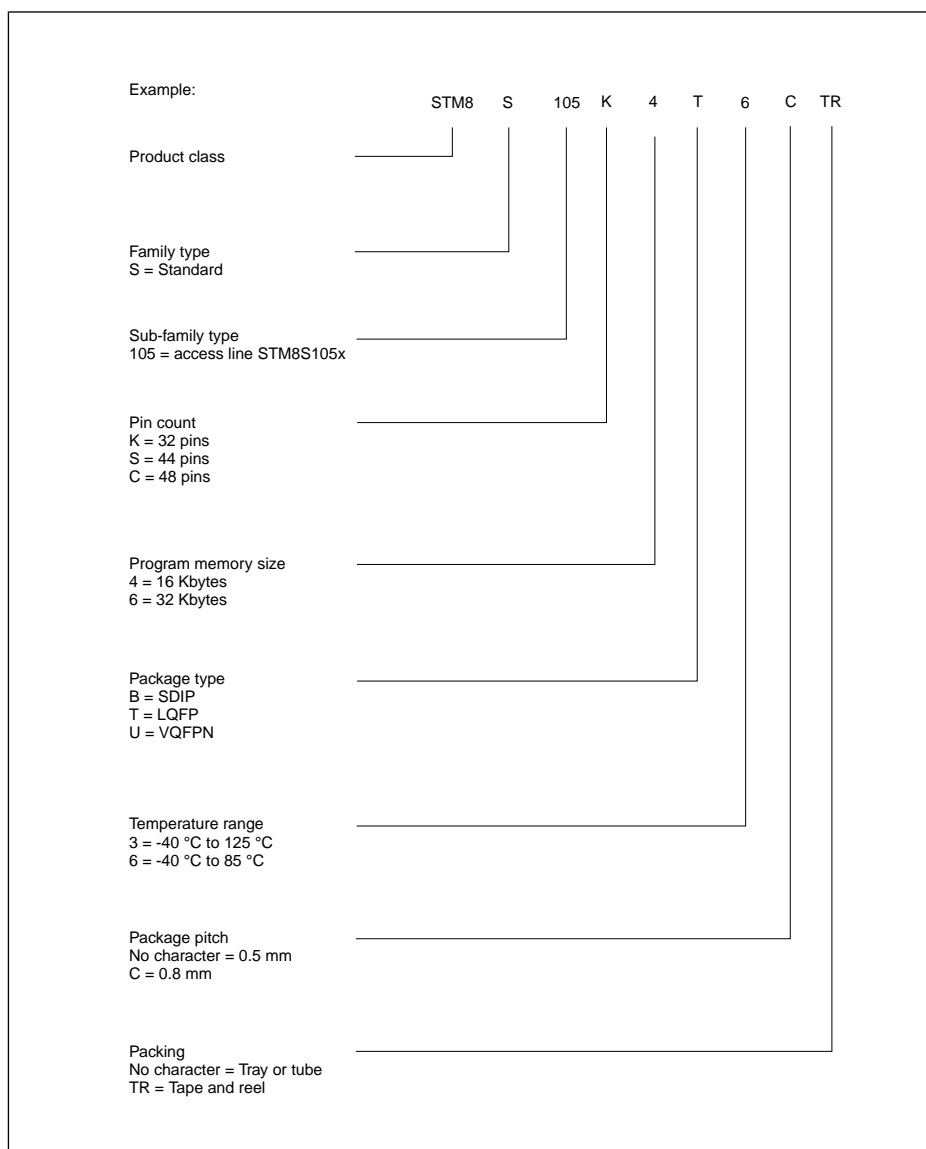 Example:
STM8 S 105 K 4 T 6 C TR
Product class
Family type
S = Standard
Sub-family type
105 = access line STM8S105x
Pin count
K = 32 pins
S = 44 pins
C = 48 pins
Program memory size
4 = 16 Kbytes
6 = 32 Kbytes
Package type
B = SDIP
T = LQFP
U = VQFPN
Temperature range
3 = -40 °C to 125 °C
6 = -40 °C to 85 °C
Package pitch
No character = 0.5 mm
C = 0.8 mm
Packing
No character = Tray or tube
TR = Tape and reel